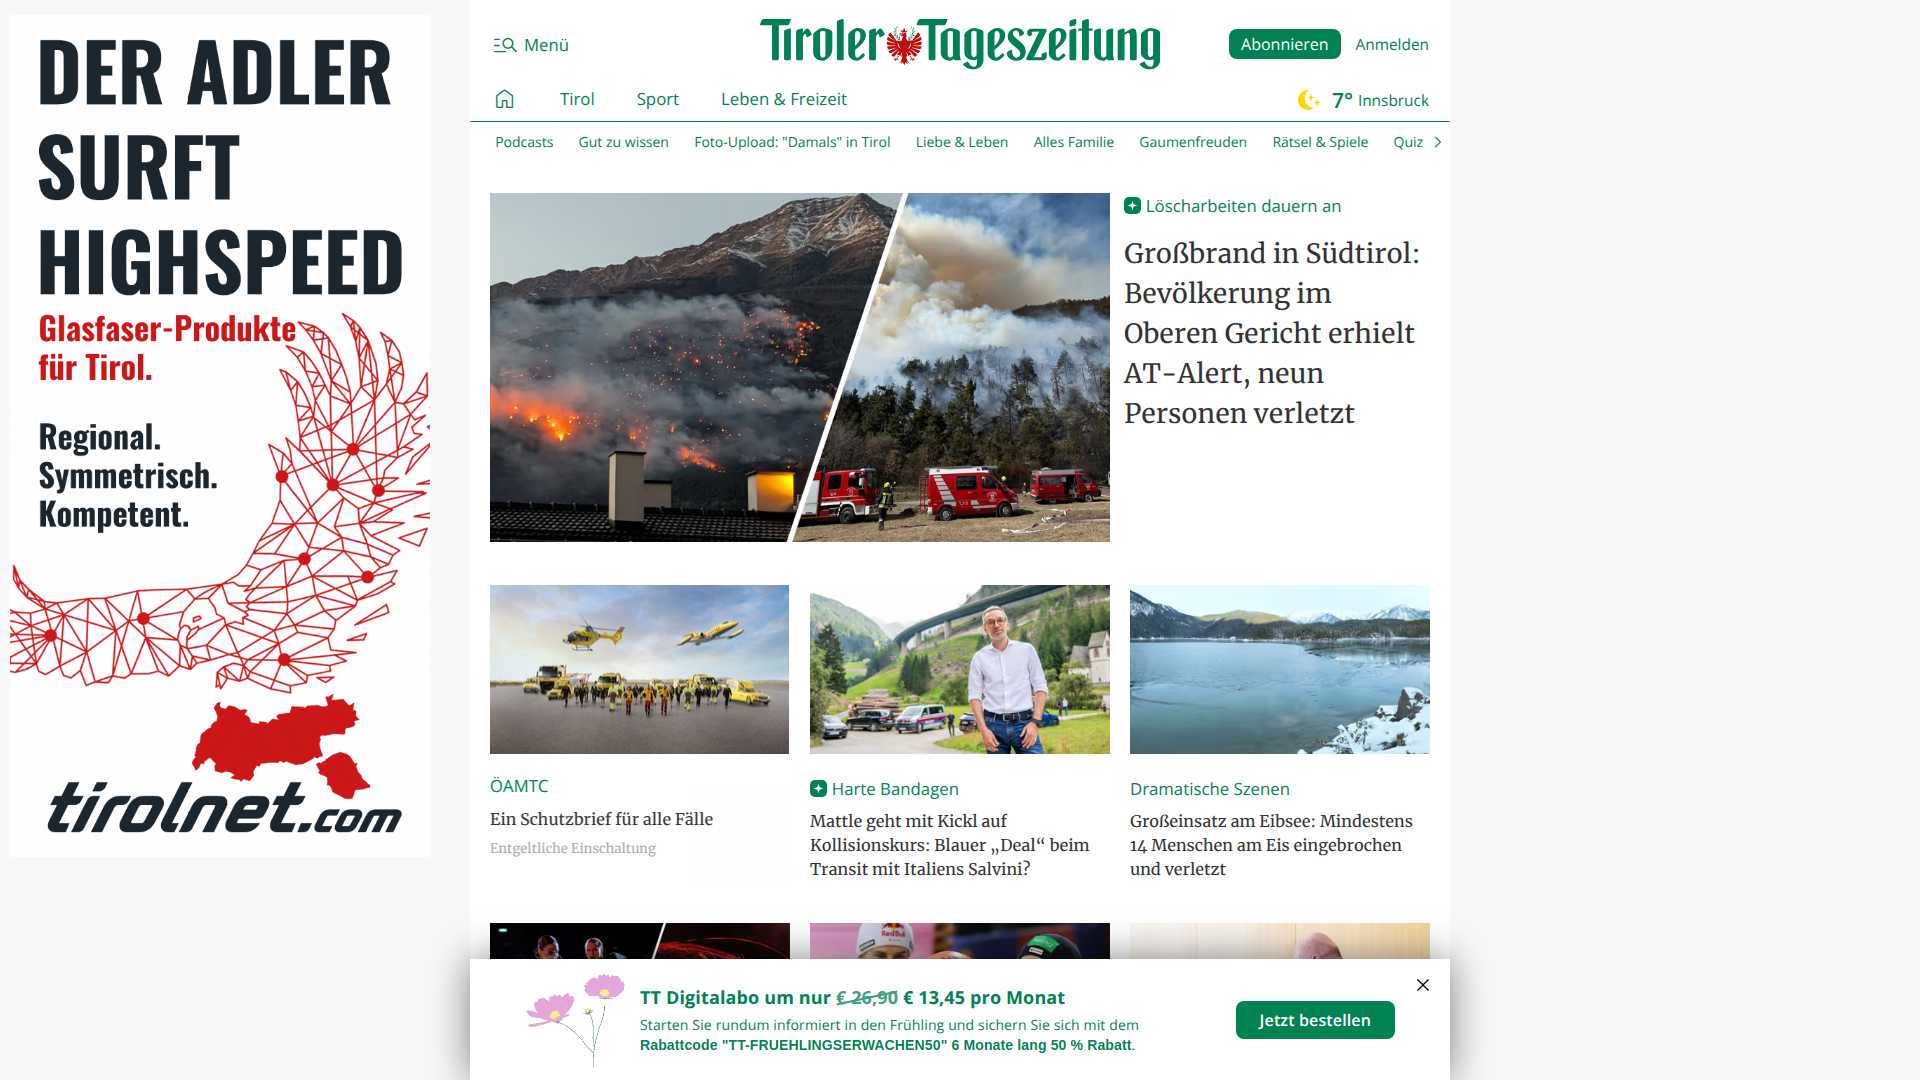 DER ADLER
SURFT
HIGHSPEED
Glasfaser-Produkte
für Tirol.
Regional.
Symmetrisch.
Kompetent.
tirolnet.com
Menü
Tiroler Tageszeitung
Abonnieren
Anmelden
Tirol
Sport
Leben & Freizeit
7° Innsbruck
Podcasts
Gut zu wissen
Foto-Upload: "Damals" in Tirol
Liebe & Leben
Alles Familie
Gaumenfreuden
Rätsel & Spiele
Quiz
Löscharbeiten dauern an
Großbrand in Südtirol:
Bevölkerung im
Oberen Gericht erhielt
AT-Alert, neun
Personen verletzt
ÖAMTC
Ein Schutzbrief für alle Fälle
Entgeltliche Einschaltung
Harte Bandagen
Mattle geht mit Kickl auf
Kollisionskurs: Blauer „Deal“ beim
Transit mit Italiens Salvini?
Dramatische Szenen
Großeinsatz am Eibsee: Mindestens
14 Menschen am Eis eingebrochen
und verletzt
Red Bull
TT Digitalabo um nur € 26,90 € 13,45 pro Monat
Starten Sie rundum informiert in den Frühling und sichern Sie sich mit dem
Rabattcode "TT-FRUEHLINGSERWACHEN50" 6 Monate lang 50 % Rabatt.
Jetzt bestellen